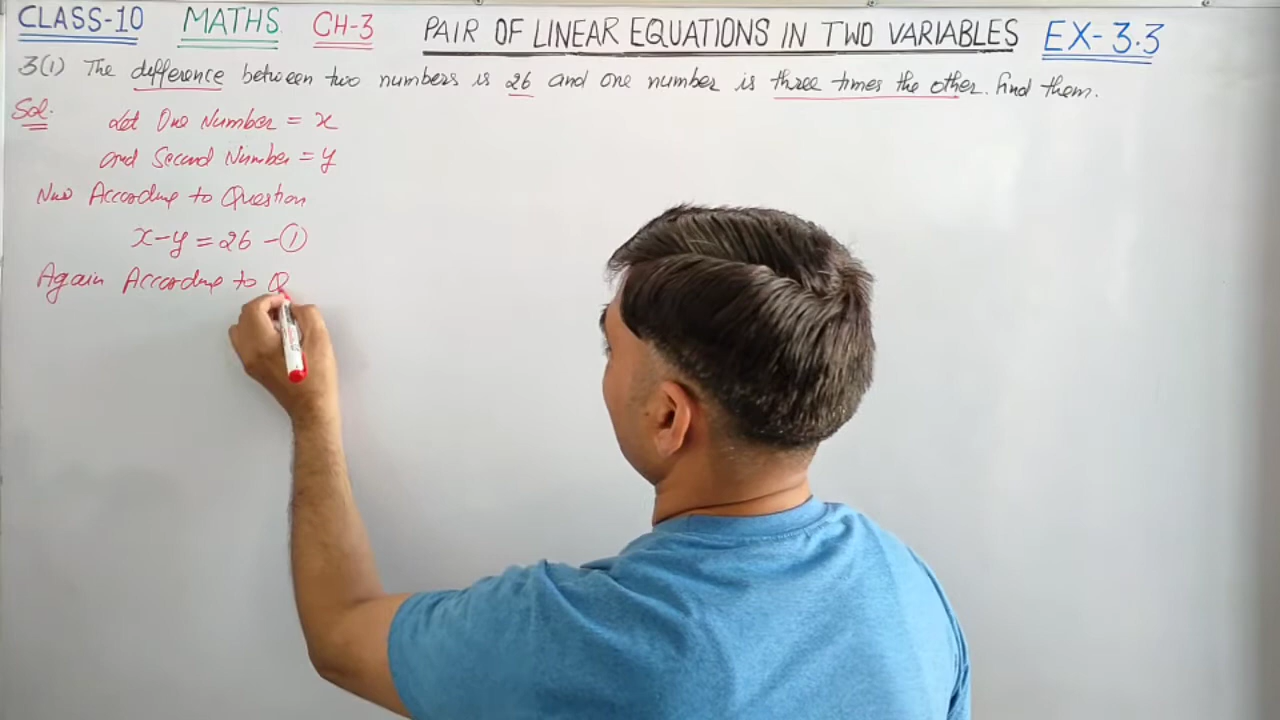 CLASS-10 MATHS CH-3 PAIR OF LINEAR EQUATIONS IN TWO VARIABLES EX-3.3
3(1) The difference between two numbers is 26 and one number is three times the other. Find them.
Sol. Let One Number = x
and Second Number = y
Now According to Question
x-y = 26 -①
Again According to Q